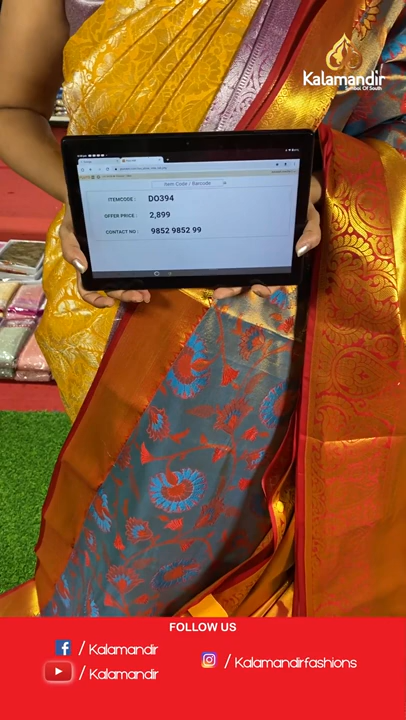 Kalamandir
Symbol Of South
Item Code / Barcode
ITEMCODE : DO394
OFFER PRICE : 2,899
CONTACT NO : 9852 9852 99
FOLLOW US
/ Kalamandir
/ Kalamandirfashions
/ Kalamandir